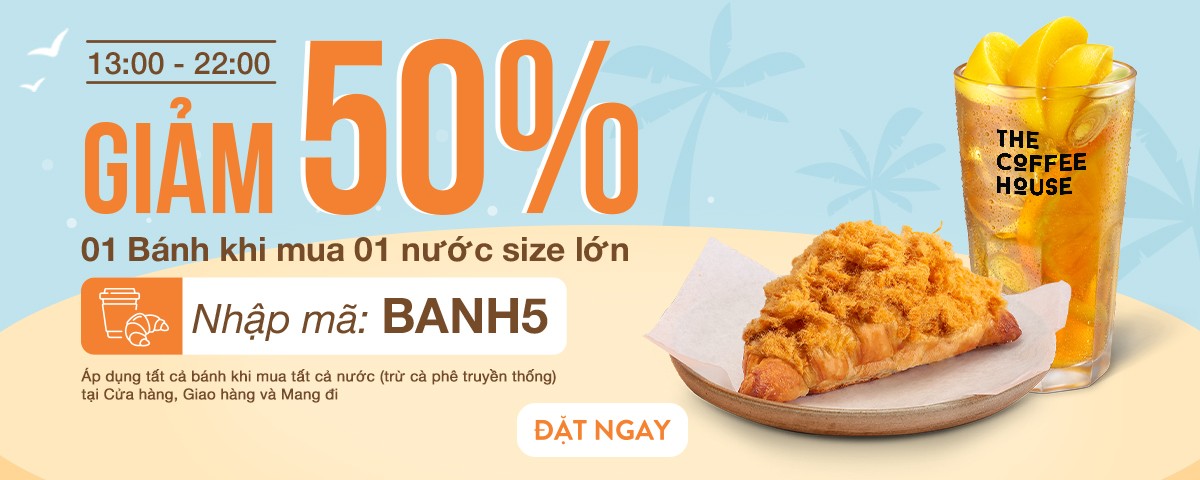 13:00 - 22:00
GIẢM 50%
01 Bánh khi mua 01 nước size lớn
Nhập mã: BANH5
Áp dụng tất cả bánh khi mua tất cả nước (trừ cà phê truyền thống)
tại Cửa hàng, Giao hàng và Mang đi
ĐẶT NGAY
THE
COFFEE
HOUSE